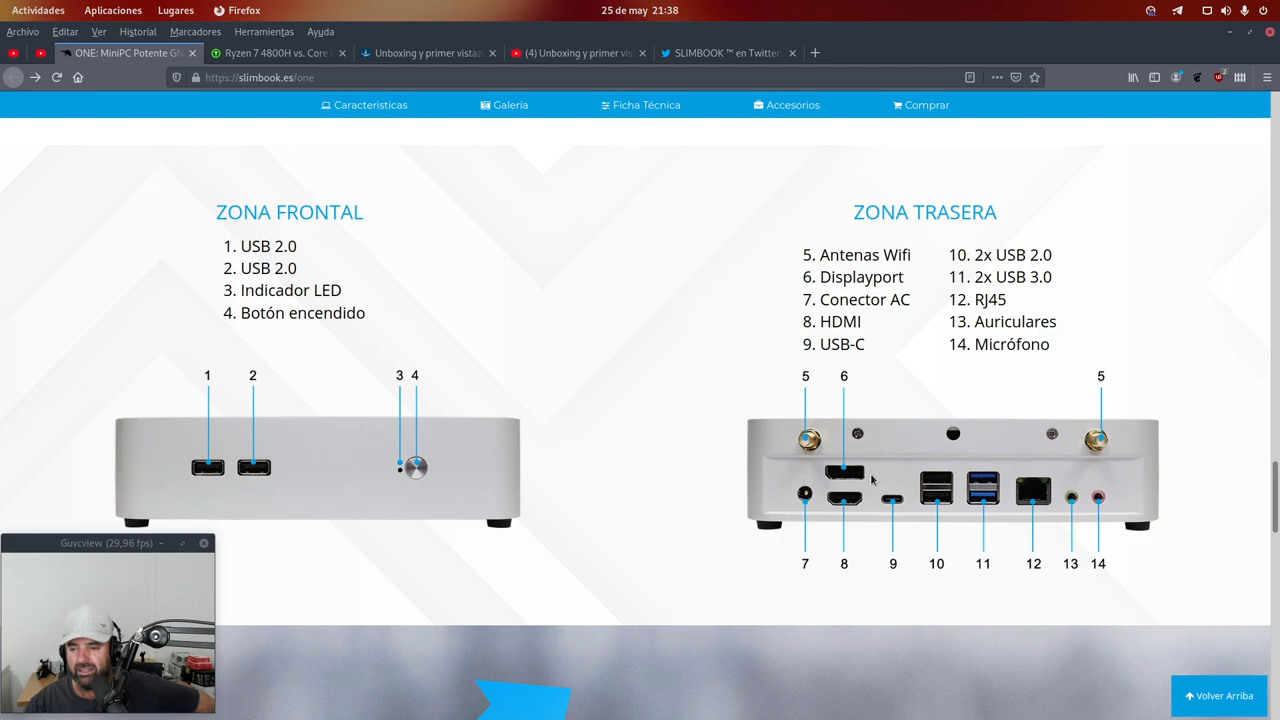 Actividades Aplicaciones Lugares Firefox 25 de may 21:38
Archivo Editar Ver Historial Marcadores Herramientas Ayuda
ONE: MiniPC Potente GN Ryzen 7 4800H vs. Core Unboxing y primer vistaz (4) Unboxing y primer vis SLIMBOOK ™ en Twitter:
https://slimbook.es/one 2
Caracteristicas Galería Ficha Técnica Accesorios Comprar
ZONA FRONTAL
1. USB 2.0
2. USB 2.0
3. Indicador LED
4. Botón encendido
1 2 3 4
ZONA TRASERA
5. Antenas Wifi
6. Displayport
7. Conector AC
8. HDMI
9. USB-C
10. 2x USB 2.0
11. 2x USB 3.0
12. RJ45
13. Auriculares
14. Micrófono
5 6 5
7 8 9 10 11 12 13 14
Guvcview (29,96 fps)
Volver Arriba